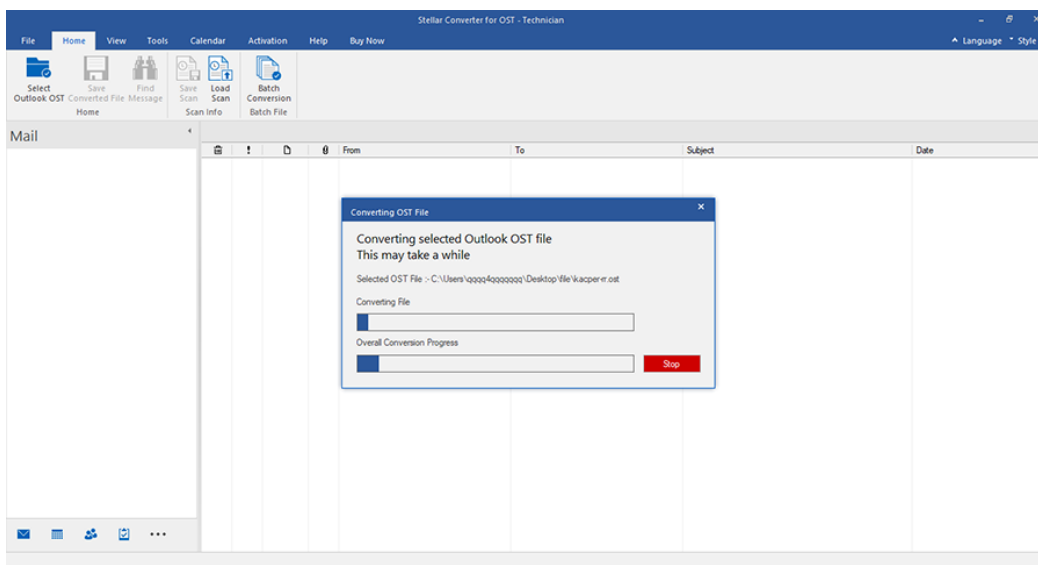 Stellar Converter for OST - Technician
File Home View Tools Calendar Activation Help Buy Now Language Style
Select Outlook OST
Save Converted File
Find Message
Save Scan
Load Scan
Batch Conversion
Home Scan Info Batch File
Mail
From To Subject Date
Converting OST File
Converting selected Outlook OST file
This may take a while
Selected OST File :- C:\Users\qqqq4qqqqqqq\Desktop\file\
Converting File
Overall Conversion Progress
Stop